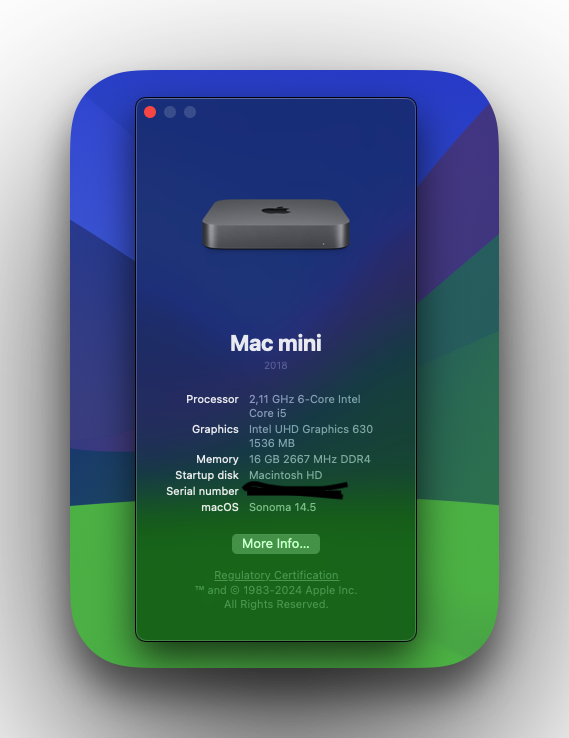 Mac mini
2018
Processor 2,11 GHz 6-Core Intel
Core i5
Graphics Intel UHD Graphics 630
1536 MB
Memory 16 GB 2667 MHz DDR4
Startup disk Macintosh HD
Serial number
macOS Sonoma 14.5
More Info...
Regulatory Certification
™ and © 1983-2024 Apple Inc.
All Rights Reserved.